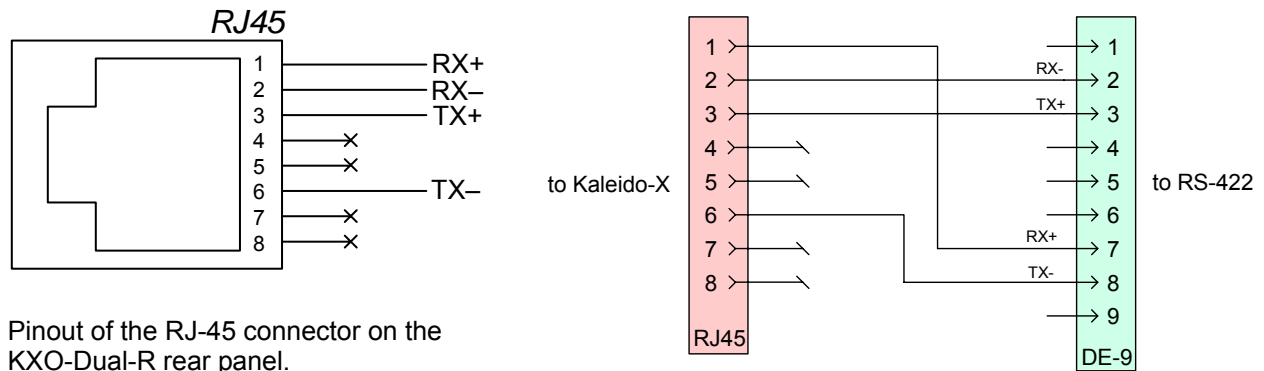 RJ45
1 RX+
2 RX–
3 TX+
4
5
6 TX–
7
8
Pinout of the RJ-45 connector on the
KXO-Dual-R rear panel.
to Kaleido-X
1
2
3
4
5
6
7
8
RJ45
RX-
TX+
RX+
TX-
1
2
3
4
5
6
7
8
9
DE-9
to RS-422